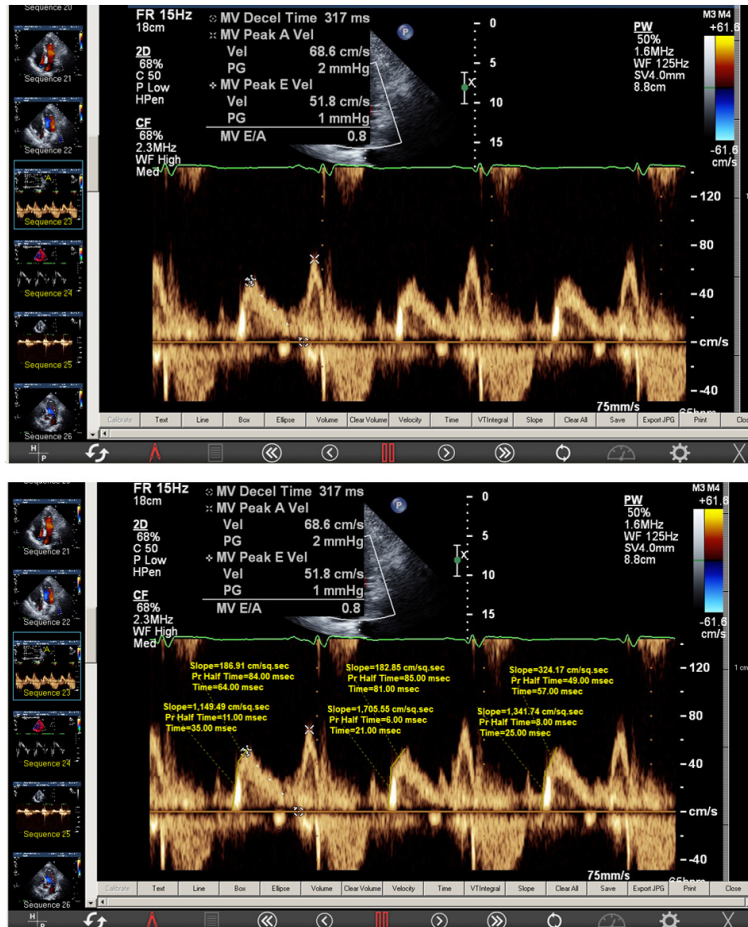 Sequence 20
FR 15Hz
18cm
2D
68%
C 50
P Low
HPen
CF
68%
2.3MHz
WF High
Med
MV Decel Time 317 ms
MV Peak A Vel
Vel 68.6 cm/s
PG 2 mmHg
MV Peak E Vel
Vel 51.8 cm/s
PG 1 mmHg
MV E/A 0.8
P
X
0
5
10
15
PW
50%
1.6MHz
WF 125Hz
SV4.0mm
8.8cm
M3 M4
+61.6
-61.6
cm/s
Sequence 21
Sequence 22
Sequence 23
Sequence 24
Sequence 25
Sequence 26
120
80
40
cm/s
-40
75mm/s
Calibrate Text Line Box Ellipse Volume Clear Volume Velocity Time VTIntegral Slope Clear All Save Export JPG Print
H
P
FR 15Hz
18cm
2D
68%
C 50
P Low
HPen
CF
68%
2.3MHz
WF High
Med
MV Decel Time 317 ms
MV Peak A Vel
Vel 68.6 cm/s
PG 2 mmHg
MV Peak E Vel
Vel 51.8 cm/s
PG 1 mmHg
MV E/A 0.8
P
X
0
5
10
15
PW
50%
1.6MHz
WF 125Hz
SV4.0mm
8.8cm
M3 M4
+61.6
-61.6
cm/s
Sequence 21
Sequence 22
Sequence 23
Sequence 24
Sequence 25
Sequence 26
Slope=186.91 cm/sq.sec
Pr Half Time=84.00 msec
Time=64.00 msec
Slope=182.85 cm/sq.sec
Pr Half Time=85.00 msec
Time=81.00 msec
Slope=324.17 cm/sq.sec
Pr Half Time=49.00 msec
Time=57.00 msec
Slope=1,149.49 cm/sq.sec
Pr Half Time=11.00 msec
Time=35.00 msec
Slope=1,705.55 cm/sq.sec
Pr Half Time=6.00 msec
Time=21.00 msec
Slope=1,341.74 cm/sq.sec
Pr Half Time=8.00 msec
Time=25.00 msec
120
80
40
cm/s
-40
1 cm
75mm/s
Calibrate Text Line Box Ellipse Volume Clear Volume Velocity Time VTIntegral Slope Clear All Save Export JPG Print Close
H
P